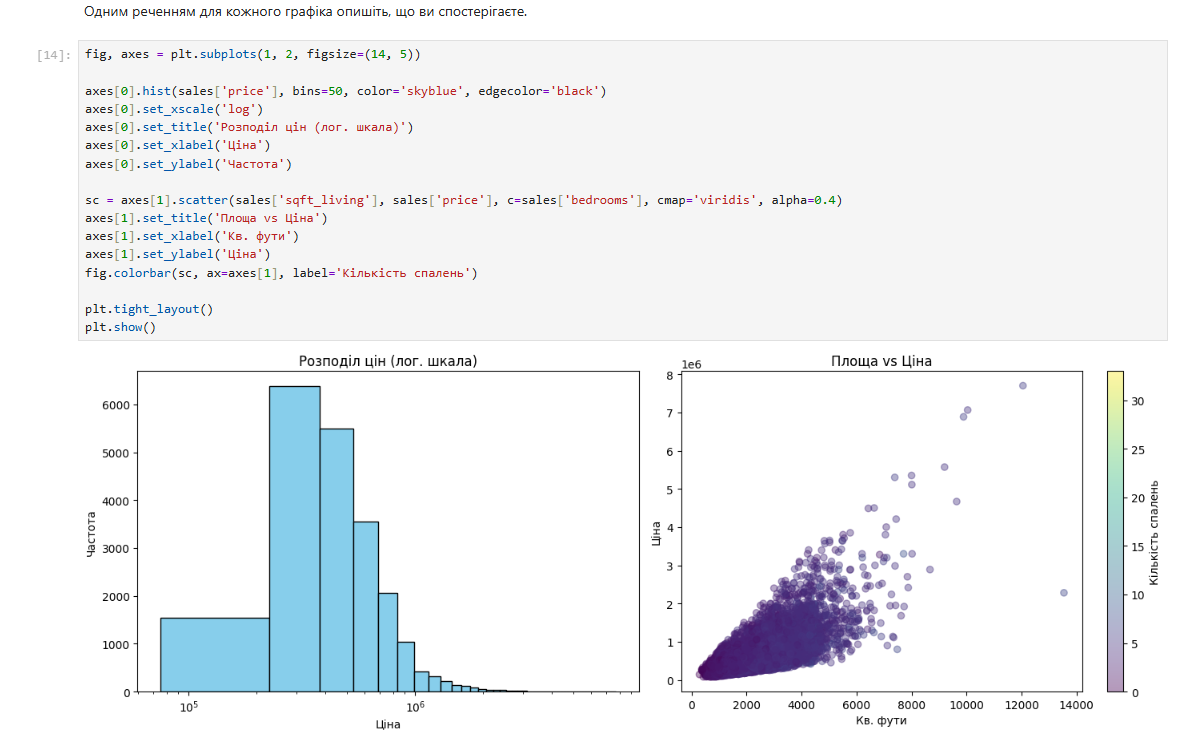 Одним реченням для кожного графіка опишіть, що ви спостерігаєте.
[14]:
fig, axes = plt.subplots(1, 2, figsize=(14, 5))
axes[0].hist(sales['price'], bins=50, color='skyblue', edgecolor='black')
axes[0].set_xscale('log')
axes[0].set_title('Розподіл цін (лог. шкала)')
axes[0].set_xlabel('Ціна')
axes[0].set_ylabel('Частота')
sc = axes[1].scatter(sales['sqft_living'], sales['price'], c=sales['bedrooms'], cmap='viridis', alpha=0.4)
axes[1].set_title('Площа vs Ціна')
axes[1].set_xlabel('Кв. фути')
axes[1].set_ylabel('Ціна')
fig.colorbar(sc, ax=axes[1], label='Кількість спалень')
plt.tight_layout()
plt.show()
Розподіл цін (лог. шкала)
6000
5000
4000
3000
2000
1000
0
Частота
10⁵
10⁶
Ціна
Площа vs Ціна
1e6
8
7
6
5
4
3
2
1
0
Ціна
0
2000
4000
6000
8000
10000
12000
14000
Кв. фути
30
25
20
15
10
5
0
Кількість спалень